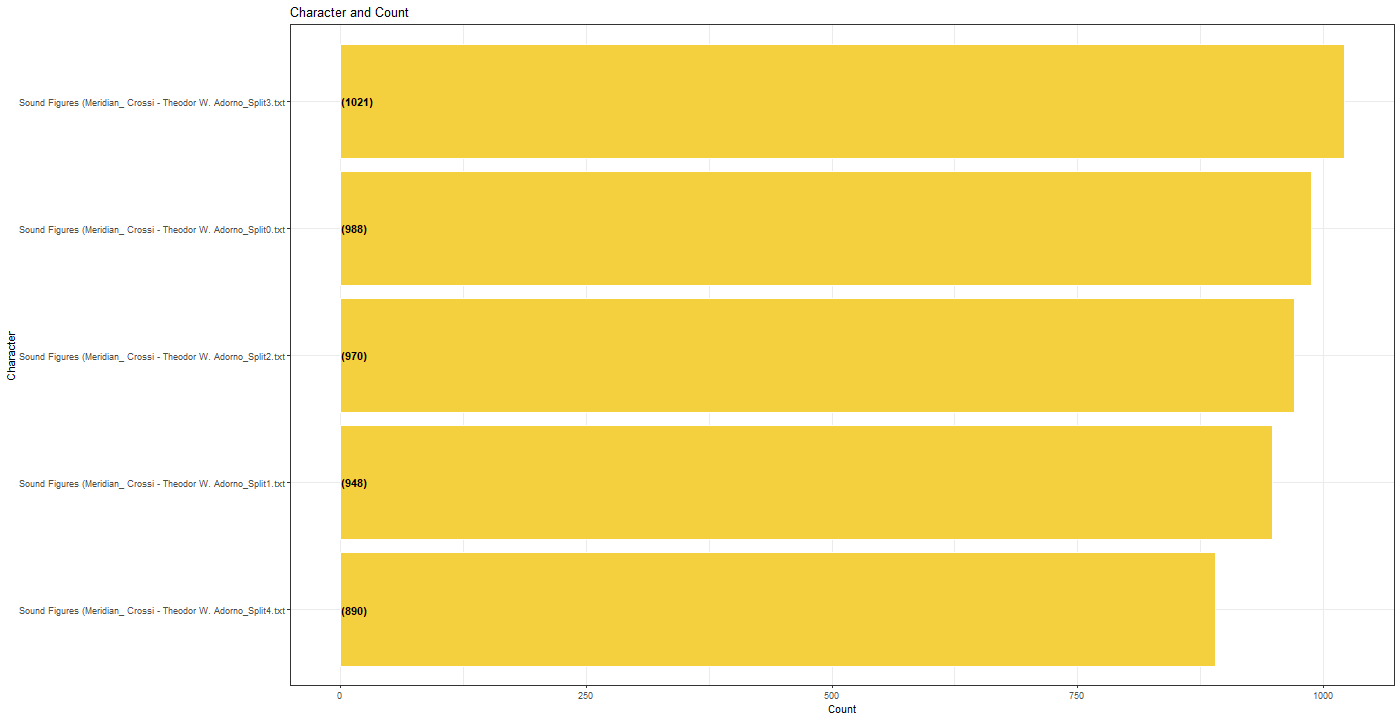 Character and Count
Sound Figures (Meridian_ Crossi - Theodor W. Adorno_Split3.txt
(1021)
Sound Figures (Meridian_ Crossi - Theodor W. Adorno_Split0.txt
(988)
Sound Figures (Meridian_ Crossi - Theodor W. Adorno_Split2.txt
(970)
Sound Figures (Meridian_ Crossi - Theodor W. Adorno_Split1.txt
(948)
Sound Figures (Meridian_ Crossi - Theodor W. Adorno_Split4.txt
(890)
Character
0 250 500 750 1000
Count